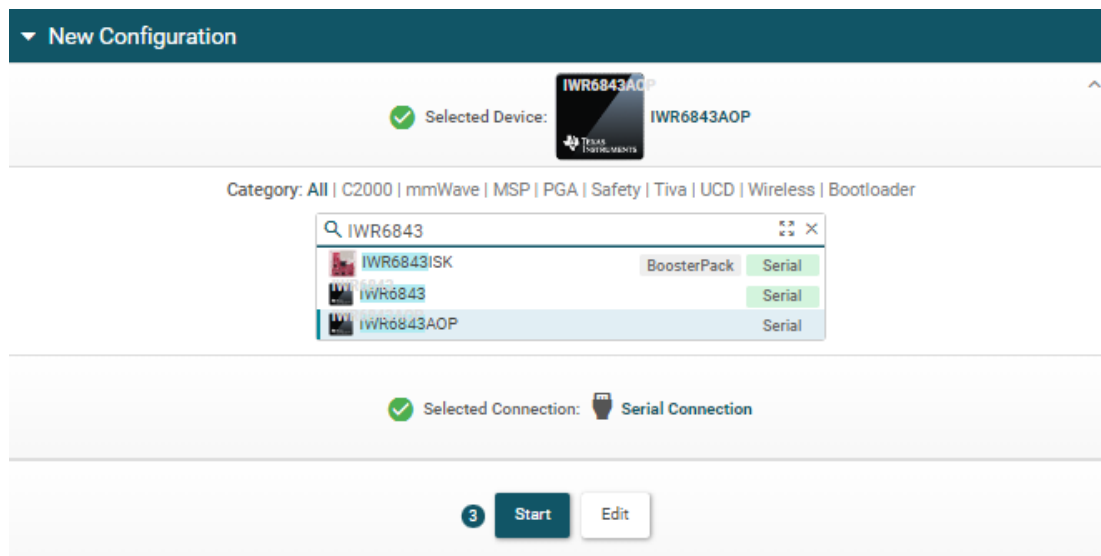 New Configuration
IWR6843AOP
Selected Device:
IWR6843AOP
TEXAS
INSTRUMENTS
Category: All | C2000 | mmWave | MSP | PGA | Safety | Tiva | UCD | Wireless | Bootloader
IWR6843
IWR6843ISK BoosterPack Serial
IWR6843 Serial
IWR6843AOP Serial
Selected Connection: Serial Connection
3 Start Edit